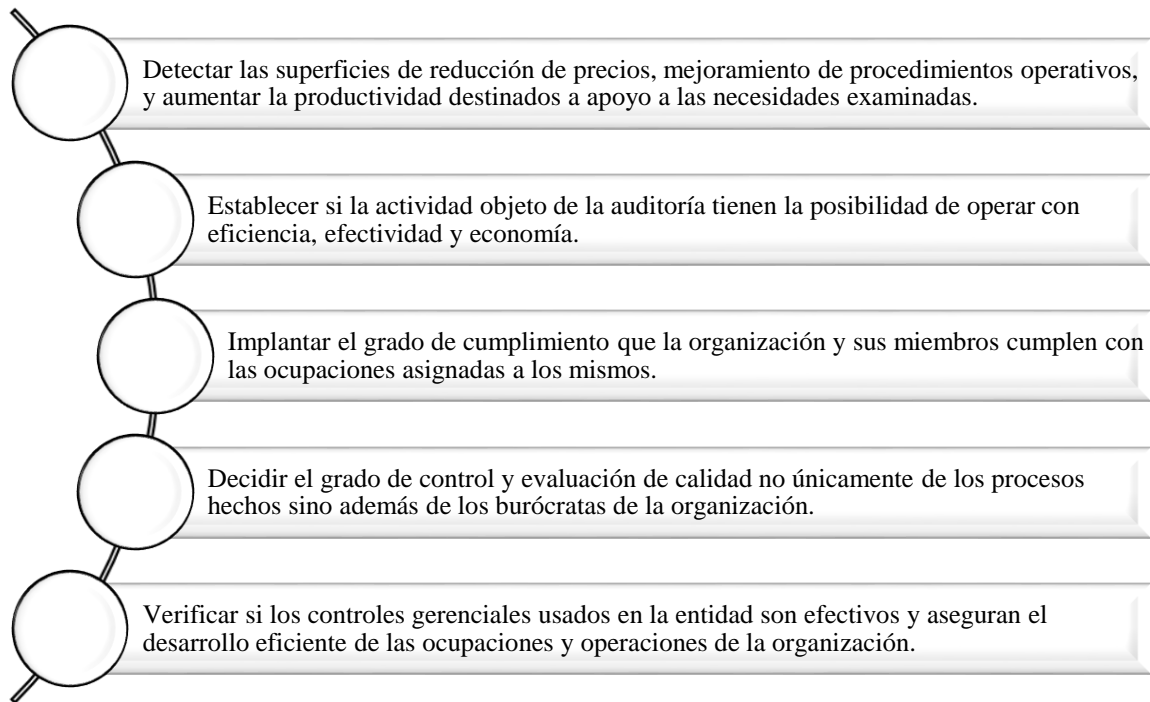 Detectar las superficies de reducción de precios, mejoramiento de procedimientos operativos,
y aumentar la productividad destinados a apoyo a las necesidades examinadas.
Establecer si la actividad objeto de la auditoría tienen la posibilidad de operar con
eficiencia, efectividad y economía.
Implantar el grado de cumplimiento que la organización y sus miembros cumplen con
las ocupaciones asignadas a los mismos.
Decidir el grado de control y evaluación de calidad no únicamente de los procesos
hechos sino además de los burócratas de la organización.
Verificar si los controles gerenciales usados en la entidad son efectivos y aseguran el
desarrollo eficiente de las ocupaciones y operaciones de la organización.